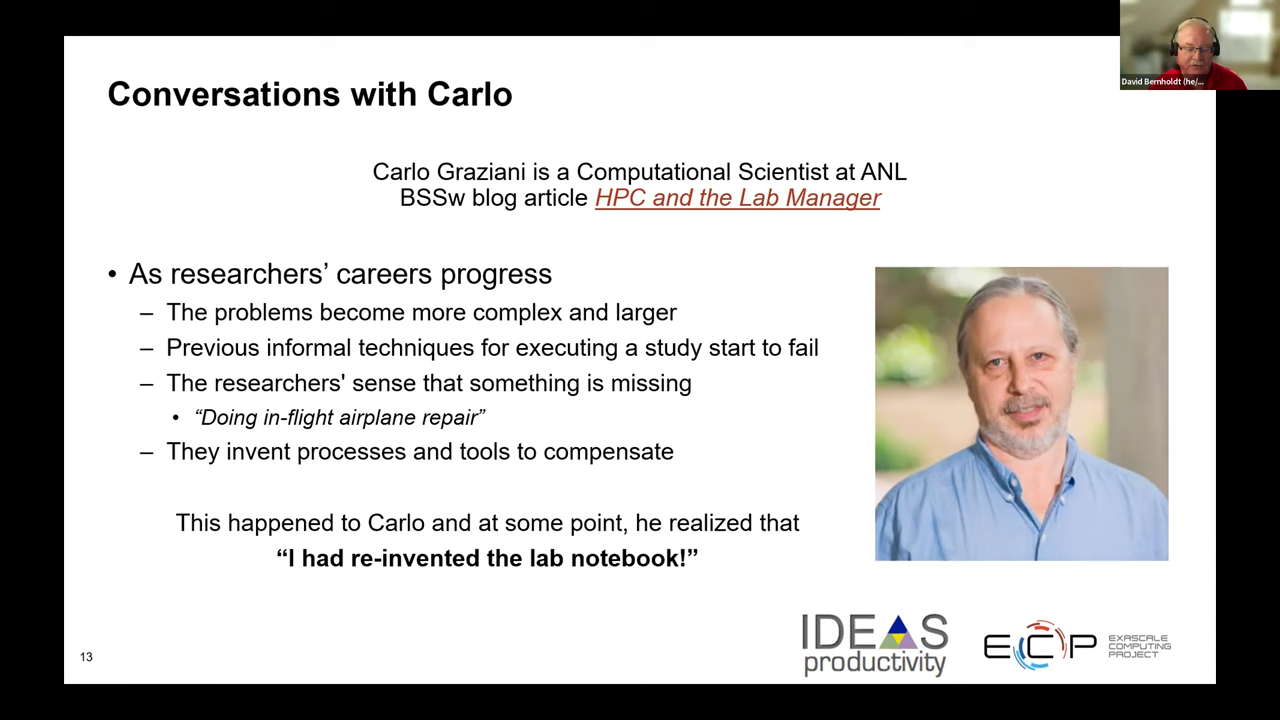 David Bernholdt (he/...
Conversations with Carlo
Carlo Graziani is a Computational Scientist at ANL
BSSw blog article HPC and the Lab Manager
• As researchers’ careers progress
– The problems become more complex and larger
– Previous informal techniques for executing a study start to fail
– The researchers' sense that something is missing
• “Doing in-flight airplane repair”
– They invent processes and tools to compensate
This happened to Carlo and at some point, he realized that
“I had re-invented the lab notebook!”
IDEAS
productivity
ECP
EXASCALE
COMPUTING
PROJECT
13